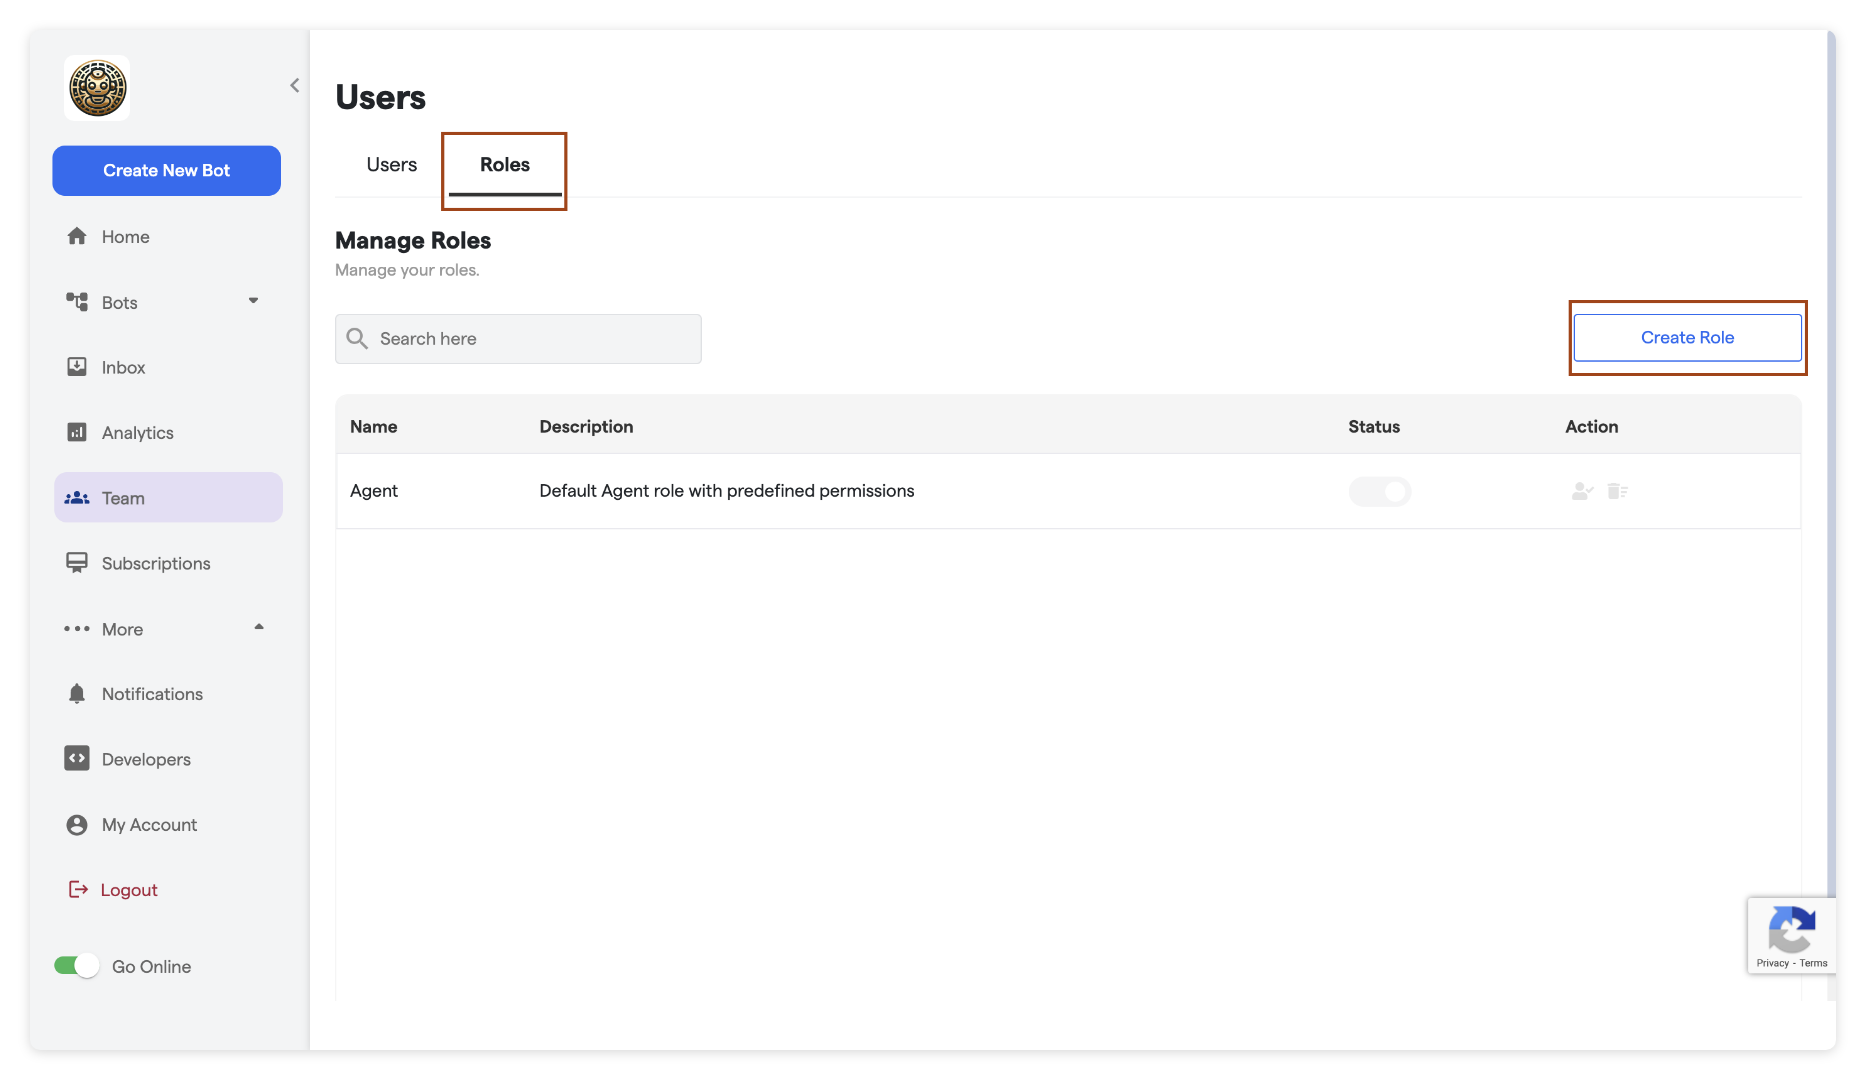 Create New Bot
Home
Bots
Inbox
Analytics
Team
Subscriptions
More
Notifications
Developers
My Account
Logout
Go Online
Users
Users Roles
Manage Roles
Manage your roles.
Search here
Create Role
Name Description Status Action
Agent Default Agent role with predefined permissions
Privacy - Terms